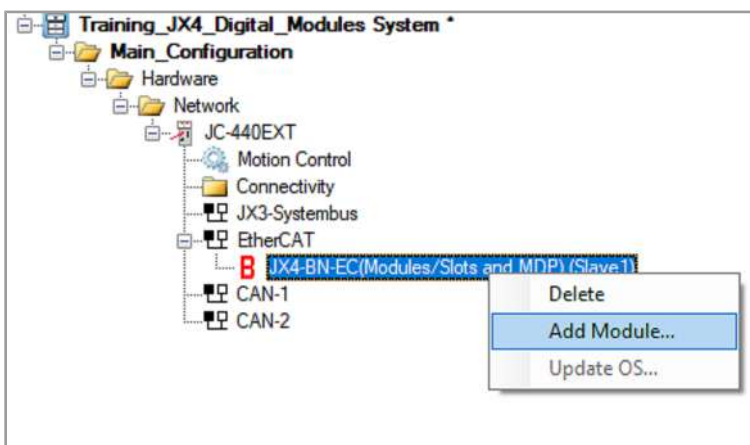 Training_JX4_Digital_Modules System *
Main_Configuration
Hardware
Network
JC-440EXT
Motion Control
Connectivity
JX3-Systembus
EtherCAT
B JX4-BN-EC(Modules/Slots and MDP) (Slave1)
Delete
CAN-1
Add Module...
CAN-2
Update OS...